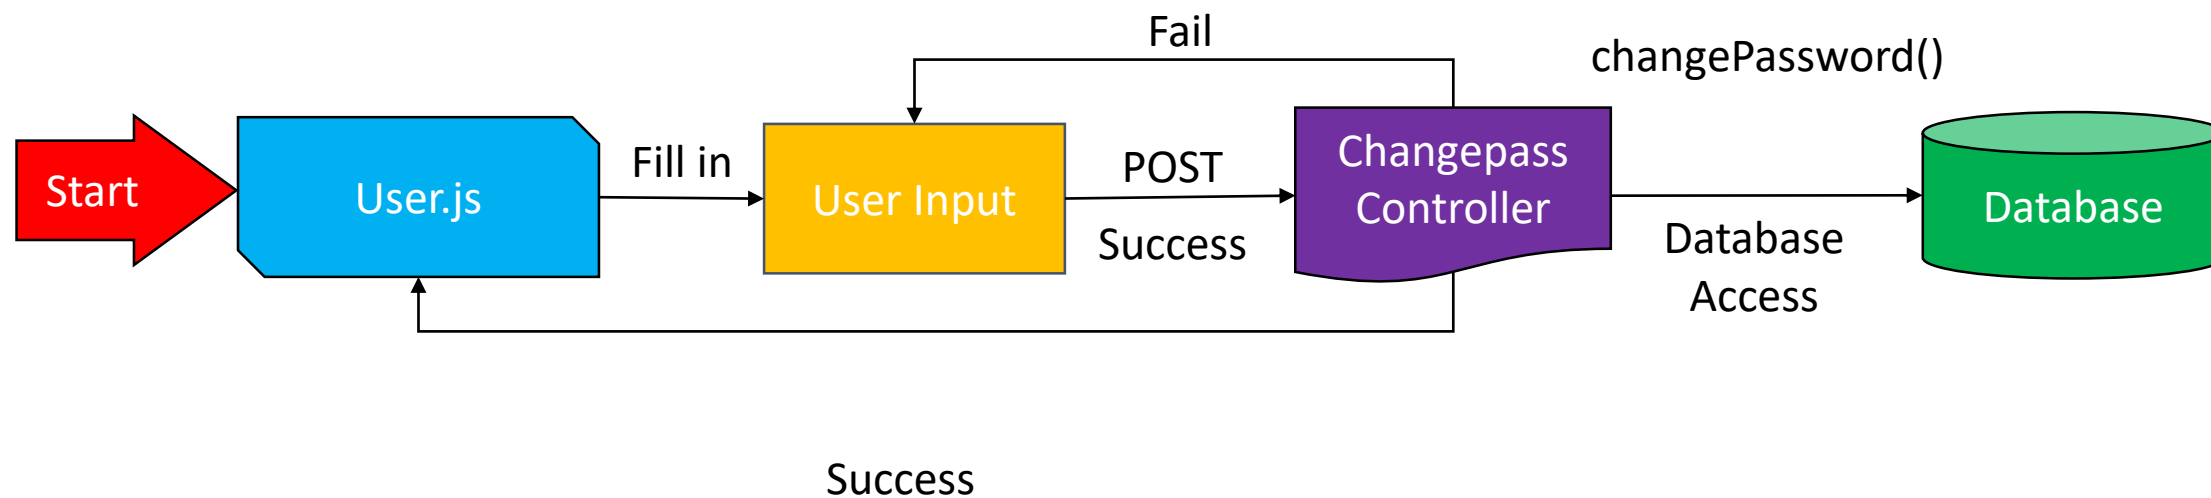 Fail
changePassword()
Start
User.js
Fill in
User Input
POST
Success
Changepass
Controller
Database
Access
Database
Success